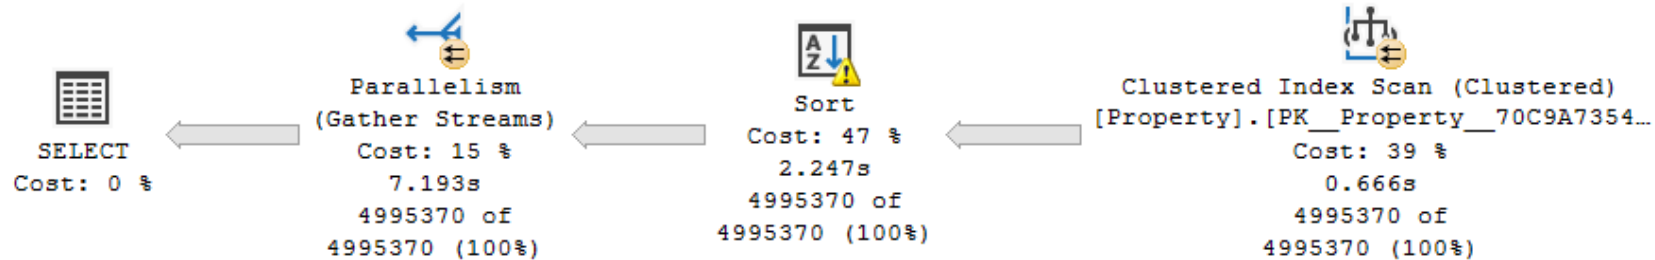 SELECT
Cost: 0 %
Parallelism
(Gather Streams)
Cost: 15 %
7.193s
4995370 of
4995370 (100%)
A
Z
Sort
Cost: 47 %
2.247s
4995370 of
4995370 (100%)
Clustered Index Scan (Clustered)
[Property].[PK__Property__70C9A7354…
Cost: 39 %
0.666s
4995370 of
4995370 (100%)